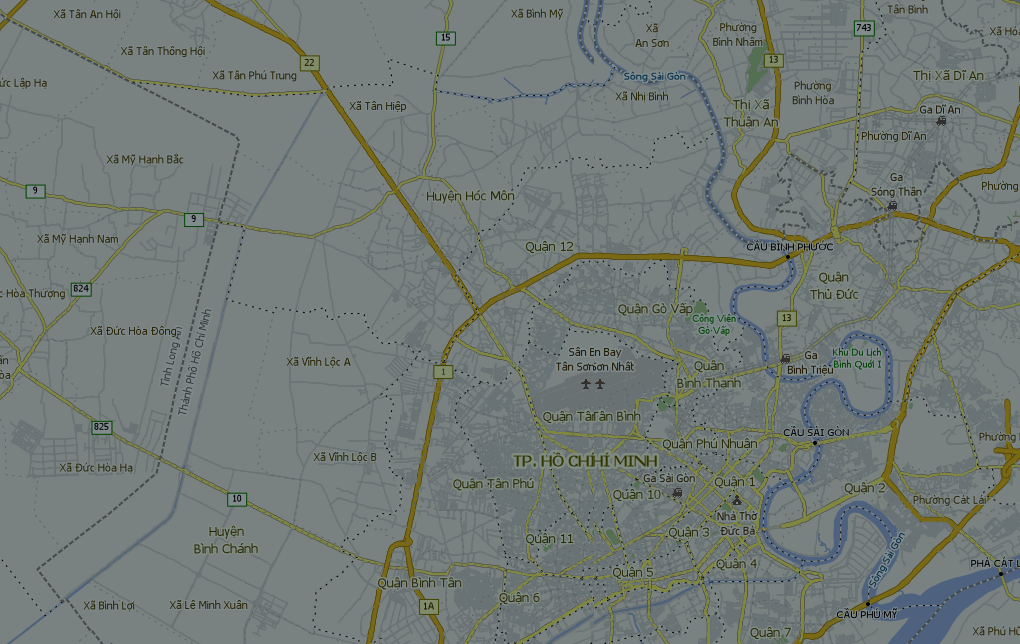 Xã Tân An Hội
Xã Bình Mỹ
Xã
An Sơn
Phường
Bình Nhâm
Tân Bình
743
15
13
Xã Tân Thông Hội
22
Xã Tân Phú Trung
Sông Sài Gòn
Thị Xã Dĩ An
Phường
Bình Hòa
Xã Nhị Bình
Xã Tân Hiệp
Thị Xã
Thuận An
Ga Dĩ An
Phường Dĩ An
Xã Mỹ Hạnh Bắc
Ga
Sóng Thần
Phường
9
Huyện Hóc Môn
9
Xã Mỹ Hạnh Nam
Quận 12
CẦU BÌNH PHƯỚC
Quận
Thủ Đức
824
Hòa Thượng
Quận Gò Vấp
Công Viên
Gò Vấp
13
Xã Đức Hòa Đông
Tỉnh Long An
Thành Phố Hồ Chí Minh
Xã Vĩnh Lộc A
Sân Bay
Tân Sơn Nhất
Ga
Bình Triệu
Khu Du Lịch
Bình Quới 1
1
Quận
Bình Thạnh
Quận Tân Bình
825
CẦU SÀI GÒN
Quận Phú Nhuận
Phường
Xã Vĩnh Lộc B
TP. HỒ CHÍ MINH
Xã Đức Hòa Hạ
Quận Tân Phú
Ga Sài Gòn
Quận 1
Quận 2
10
Quận 10
Phường Cát Lái
Nhà Thờ
Đức Bà
Huyện
Bình Chánh
Quận 11
Quận 3
Sông Sài Gòn
Quận 4
Quận 5
Quận Bình Tân
Quận 6
Xã Bình Lợi
Xã Lê Minh Xuân
1A
CẦU PHÚ MỸ
Quận 7